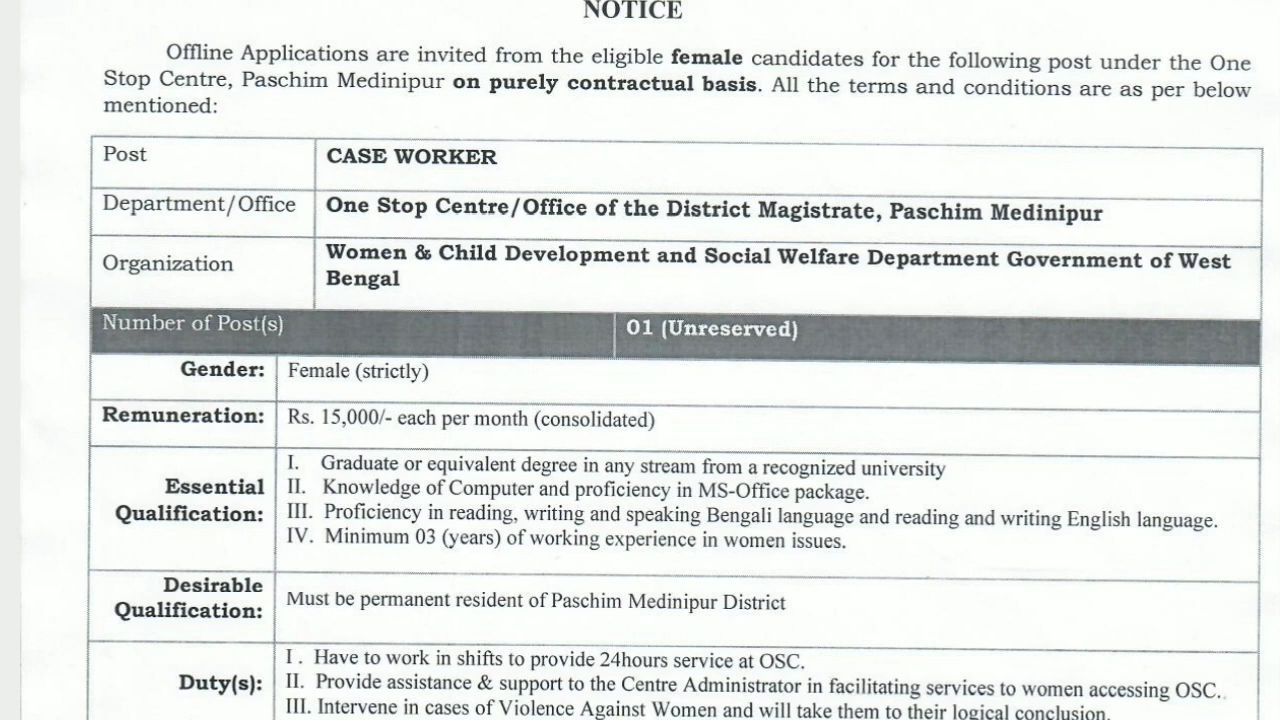 NOTICE
Offline Applications are invited from the eligible female candidates for the following post under the One
Stop Centre, Paschim Medinipur on purely contractual basis. All the terms and conditions are as per below
mentioned:
Post
CASE WORKER
Department/Office
One Stop Centre/Office of the District Magistrate, Paschim Medinipur
Organization
Women & Child Development and Social Welfare Department Government of West
Bengal
Number of Post(s)
01 (Unreserved)
Gender:
Female (strictly)
Remuneration:
Rs. 15,000/- each per month (consolidated)
Essential
Qualification:
I. Graduate or equivalent degree in any stream from a recognized university
II. Knowledge of Computer and proficiency in MS-Office package.
III. Proficiency in reading, writing and speaking Bengali language and reading and writing English language.
IV. Minimum 03 (years) of working experience in women issues.
Desirable
Qualification:
Must be permanent resident of Paschim Medinipur District
Duty(s):
I . Have to work in shifts to provide 24hours service at OSC.
II. Provide assistance & support to the Centre Administrator in facilitating services to women accessing OSC.
III. Intervene in cases of Violence Against Women and will take them to their logical conclusion.